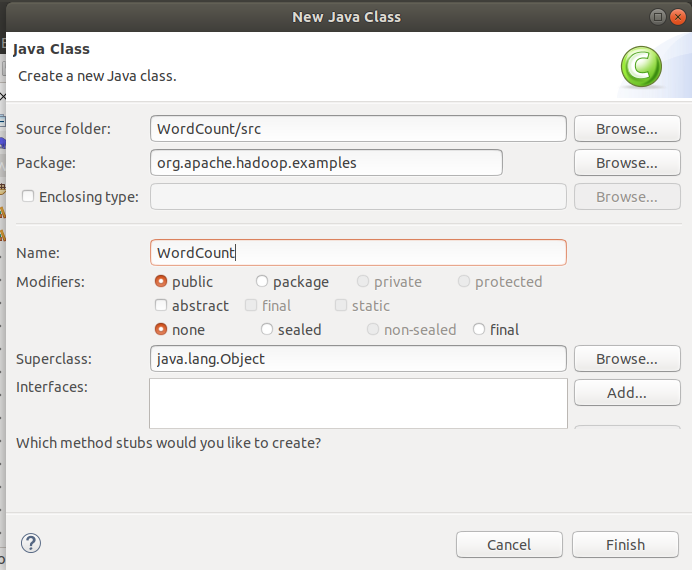 New Java Class
Java Class
Create a new Java class.
Source folder: WordCount/src Browse...
Package: org.apache.hadoop.examples Browse...
Enclosing type: Browse...
Name: WordCount
Modifiers: public package private protected
abstract final static
none sealed non-sealed final
Superclass: java.lang.Object Browse...
Interfaces: Add...
Which method stubs would you like to create?
? Cancel Finish